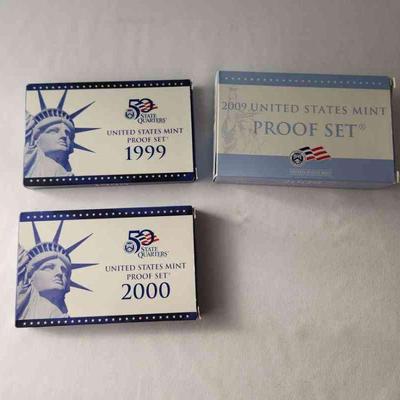 50
STATE
QUARTERS
UNITED STATES MINT
PROOF SET®
1999
2009 UNITED STATES MINT
PROOF SET®
50
STATE
QUARTERS
UNITED STATES MINT
PROOF SET®
2000